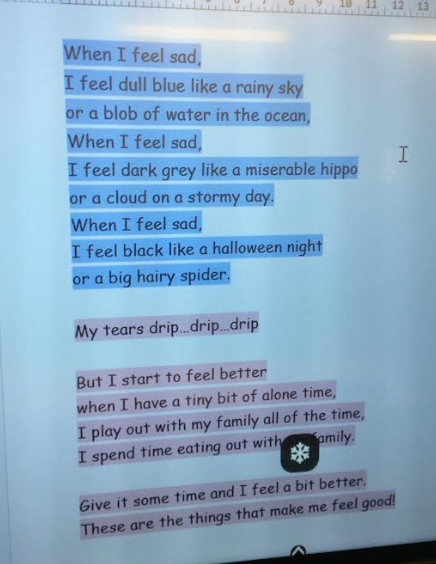 8 9 10 11 12 13
When I feel sad,
I feel dull blue like a rainy sky
or a blob of water in the ocean,
When I feel sad,
I feel dark grey like a miserable hippo
or a cloud on a stormy day.
When I feel sad,
I feel black like a halloween night
or a big hairy spider.
My tears drip...drip...drip
But I start to feel better
when I have a tiny bit of alone time,
I play out with my family all of the time,
I spend time eating out with family.
Give it some time and I feel a bit better.
These are the things that make me feel good!